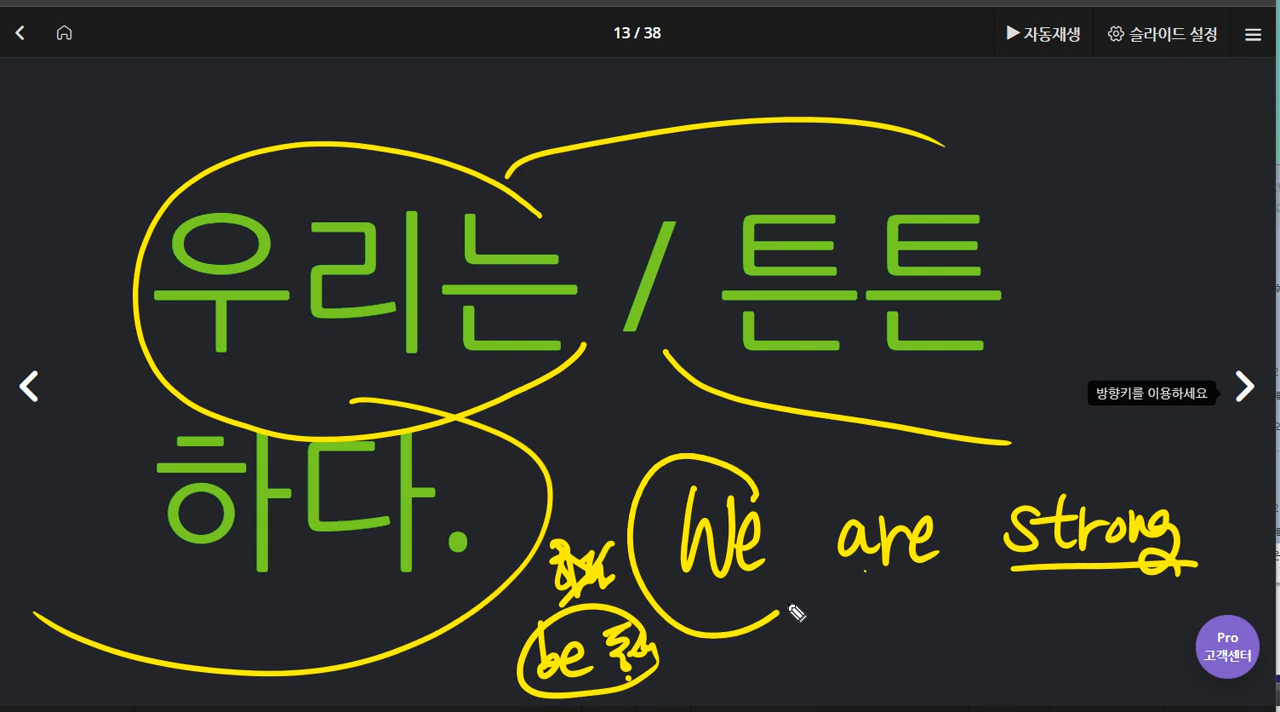 13 / 38
▶ 자동재생
슬라이드 설정
우리는 / 튼튼
방향키를 이용하세요
하다.
We are strong
be 동사
Pro
고객센터